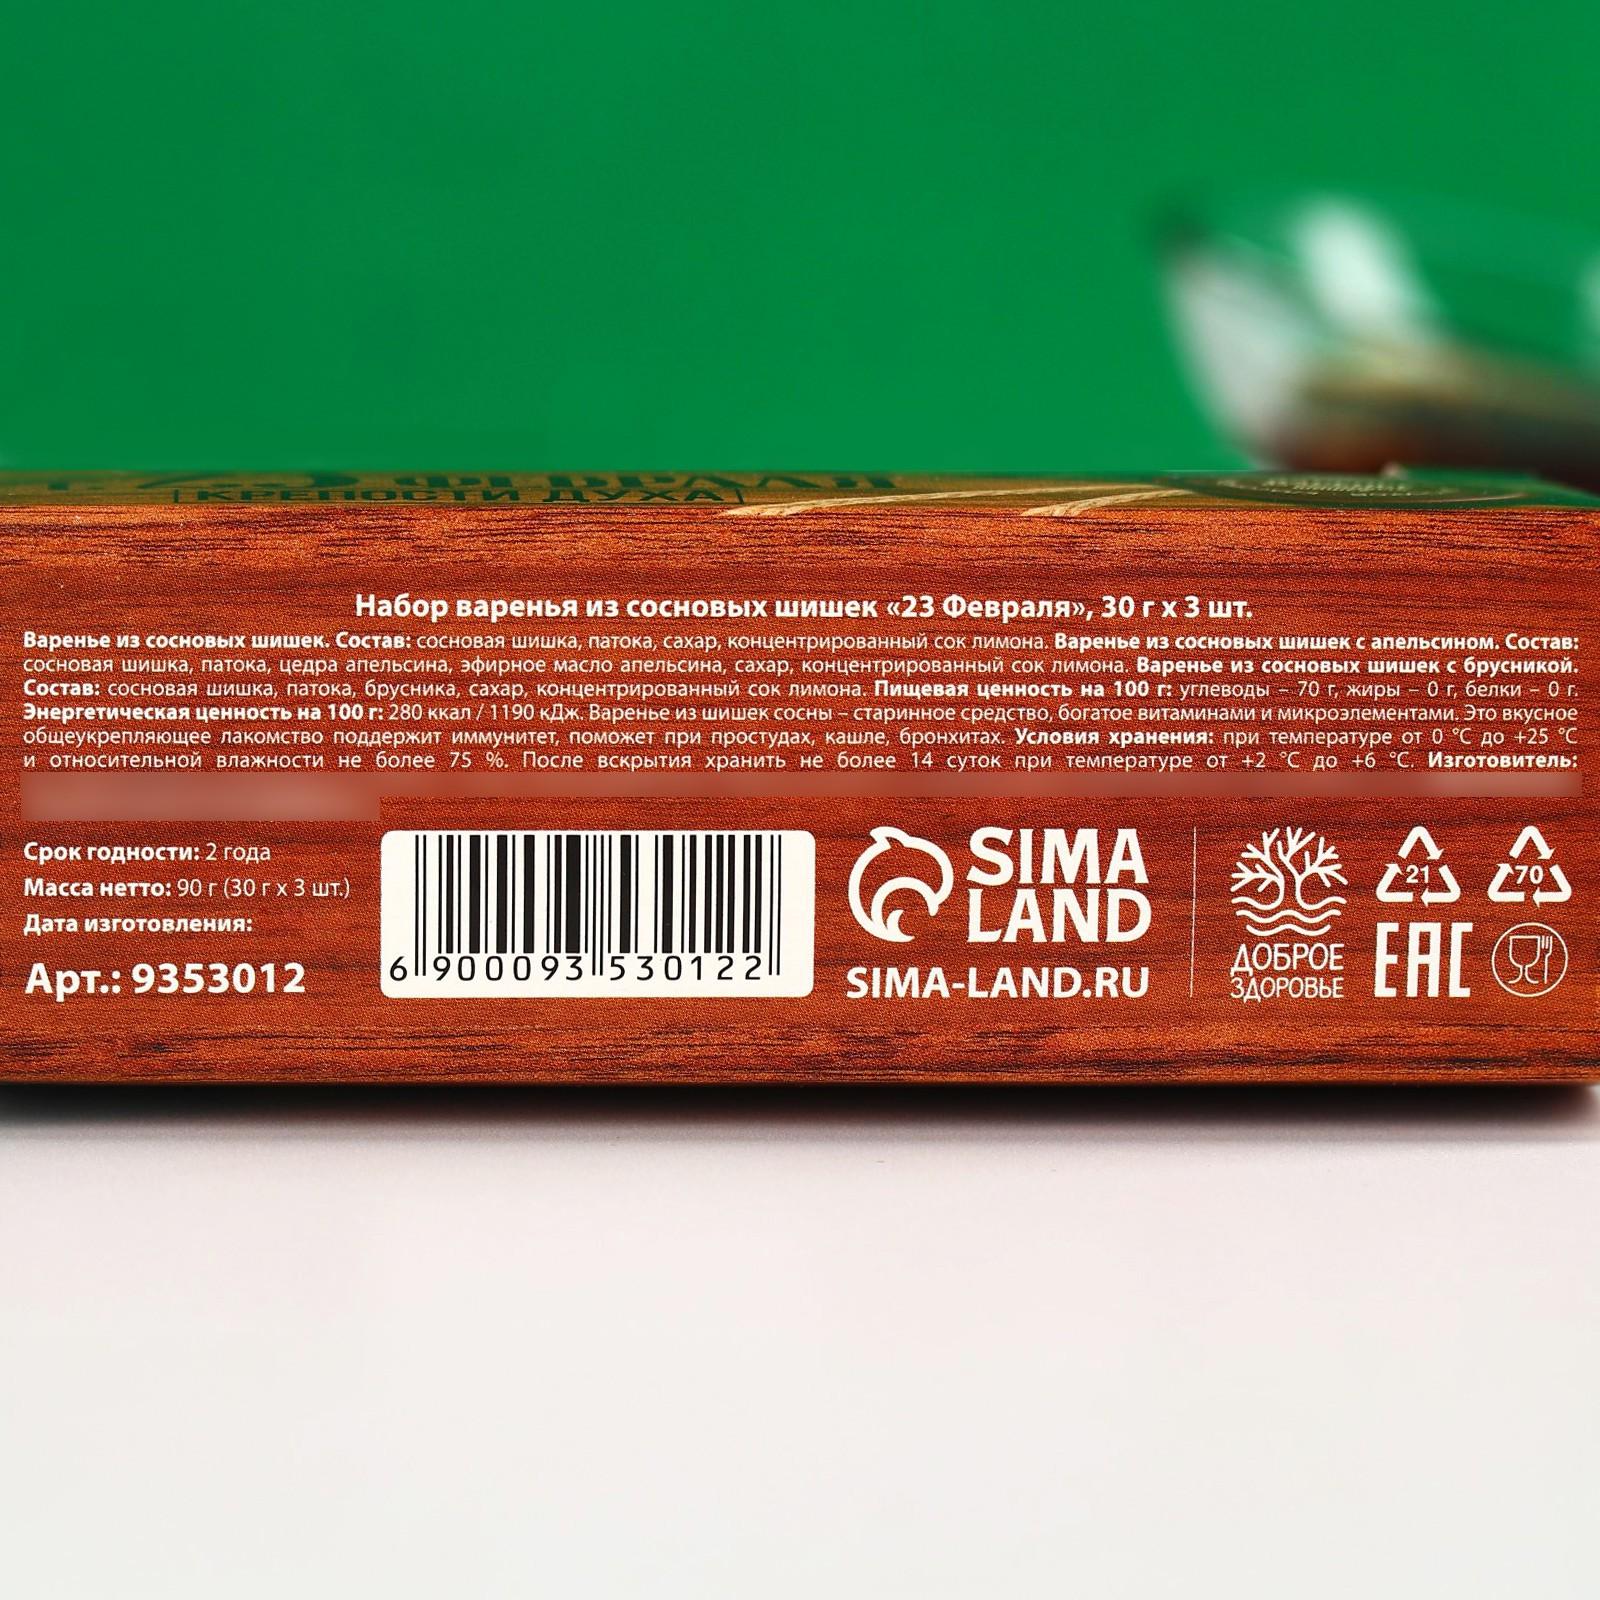 23 ФЕВРАЛЯ
КРЕПОСТИ ДУХА
Набор варенья из сосновых шишек «23 Февраля», 30 г x 3 шт.
Варенье из сосновых шишек. Состав: сосновая шишка, патока, сахар, концентрированный сок лимона. Варенье из сосновых шишек с апельсином. Состав:
сосновая шишка, патока, цедра апельсина, эфирное масло апельсина, сахар, концентрированный сок лимона. Варенье из сосновых шишек с брусникой.
Состав: сосновая шишка, патока, брусника, сахар, концентрированный сок лимона. Пищевая ценность на 100 г: углеводы – 70 г, жиры – 0 г, белки – 0 г.
Энергетическая ценность на 100 г: 280 ккал / 1190 кДж. Варенье из шишек сосны – старинное средство, богатое витаминами и микроэлементами. Это вкусное
общеукрепляющее лакомство поддержит иммунитет, поможет при простудах, кашле, бронхитах. Условия хранения: при температуре от 0 °С до +25 °С
и относительной влажности не более 75 %. После вскрытия хранить не более 14 суток при температуре от +2 °С до +6 °С. Изготовитель:
Срок годности: 2 года
Масса нетто: 90 г (30 г x 3 шт.)
Дата изготовления:
Арт.: 9353012
6 900093 530122
SIMA
LAND
SIMA-LAND.RU
ДОБРОЕ
ЗДОРОВЬЕ
21
70
EAC